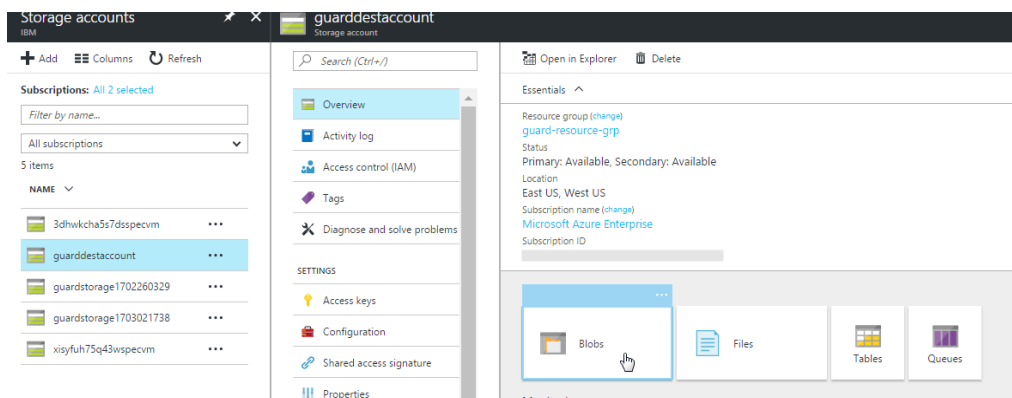 Storage accounts
IBM
Add Columns Refresh
Subscriptions: All 2 selected
Filter by name...
All subscriptions
5 items
NAME
3dhwkcha5s7dsspecvm
guarddestaccount
guardstorage1702260329
guardstorage1703021738
xisyfuh75q43wspecvm
guarddestaccount
Storage account
Search (Ctrl+/)
Overview
Activity log
Access control (IAM)
Tags
Diagnose and solve problems
SETTINGS
Access keys
Configuration
Shared access signature
Properties
Open in Explorer Delete
Essentials
Resource group (change)
guard-resource-grp
Status
Primary: Available, Secondary: Available
Location
East US, West US
Subscription name (change)
Microsoft Azure Enterprise
Subscription ID
Blobs
Files
Tables
Queues